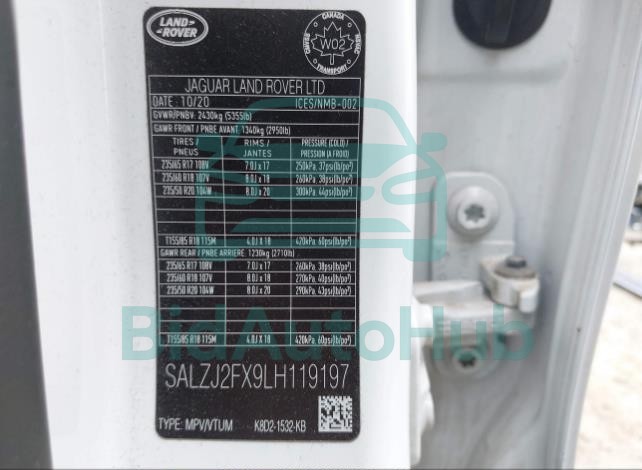 LAND-
ROVER
CANADA
W02
TRANSPORT
JAGUAR LAND ROVER LTD
DATE: 10/20 ICES/NMB-002
GVWR/PNBV: 2430kg (5355lb)
GAWR FRONT / PNBE AVANT. 1340kg (2950lb)
TIRES / RIMS / PRESSURE (COLD) /
PNEUS JANTES PRESSION (A FROID)
235/65 R17 108V 7.0J x 17 250kPa, 37psi(lb/po²)
235/60 R18 107V 8.0J x 18 260kPa, 38psi(lb/po²)
235/50 R20 104W 8.0J x 20 300kPa, 44psi(lb/po²)
T155/85 R18 115M 4.0J x 18 420kPa, 60psi(lb/po²)
GAWR REAR / PNBE ARRIERE. 1230kg (2710lb)
235/65 R17 108V 7.0J x 17 260kPa, 38psi(lb/po²)
235/60 R18 107V 8.0J x 18 270kPa, 40psi(lb/po²)
235/50 R20 104W 8.0J x 20 290kPa, 43psi(lb/po²)
T155/85 R18 115M 4.0J x 18 420kPa, 60psi(lb/po²)
BidAutoHub
SALZJ2FX9LH119197
TYPE: MPV/VTUM K8D2-1532-KB